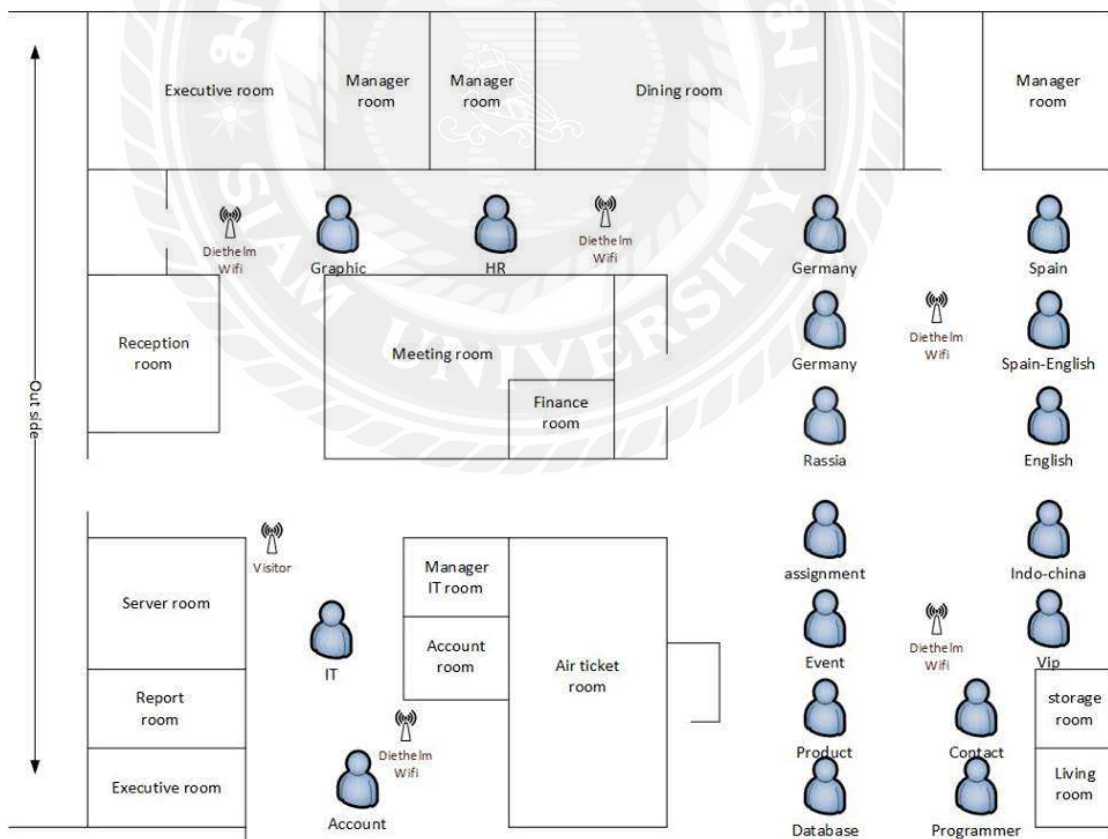 Executive room
Manager
room
Manager
room
Dining room
Manager
room
Diethelm
Wifi
Graphic
HR
Diethelm
Wifi
Germany
Spain
Reception
room
Meeting room
Finance
room
Germany
Diethelm
Wifi
Spain-English
Rassia
English
Out side
Visitor
Server room
Manager
IT room
assignment
Indo-china
IT
Account
room
Air ticket
room
Event
Diethelm
Wifi
Vip
Report
room
Diethelm
Wifi
Product
Contact
storage
room
Executive room
Account
Database
Programmer
Living
room
SIAM UNIVERSITY